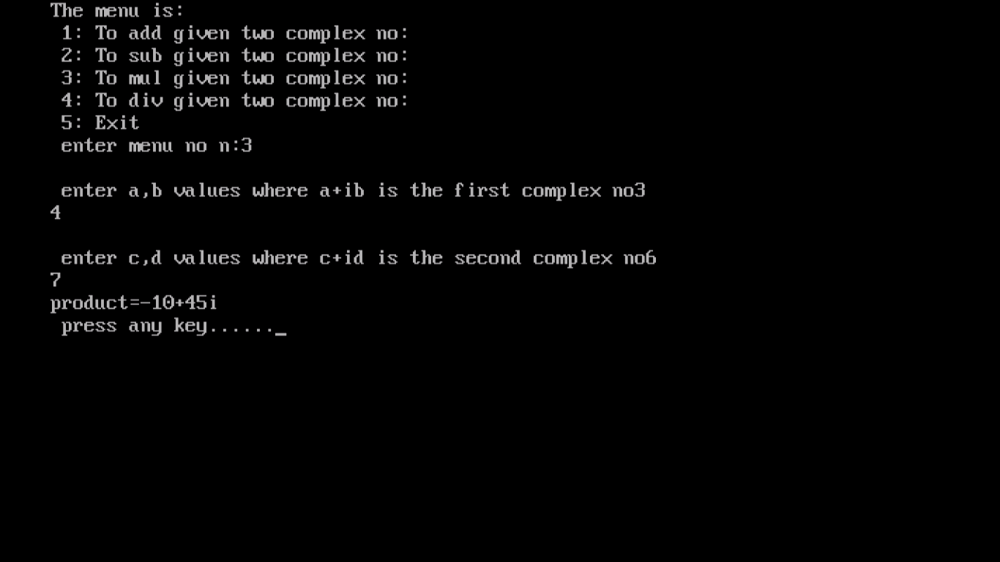 The menu is:
1: To add given two complex no:
2: To sub given two complex no:
3: To mul given two complex no:
4: To div given two complex no:
5: Exit
enter menu no n:3
enter a,b values where a+ib is the first complex no3
4
enter c,d values where c+id is the second complex no6
7
product=-10+45i
press any key......_